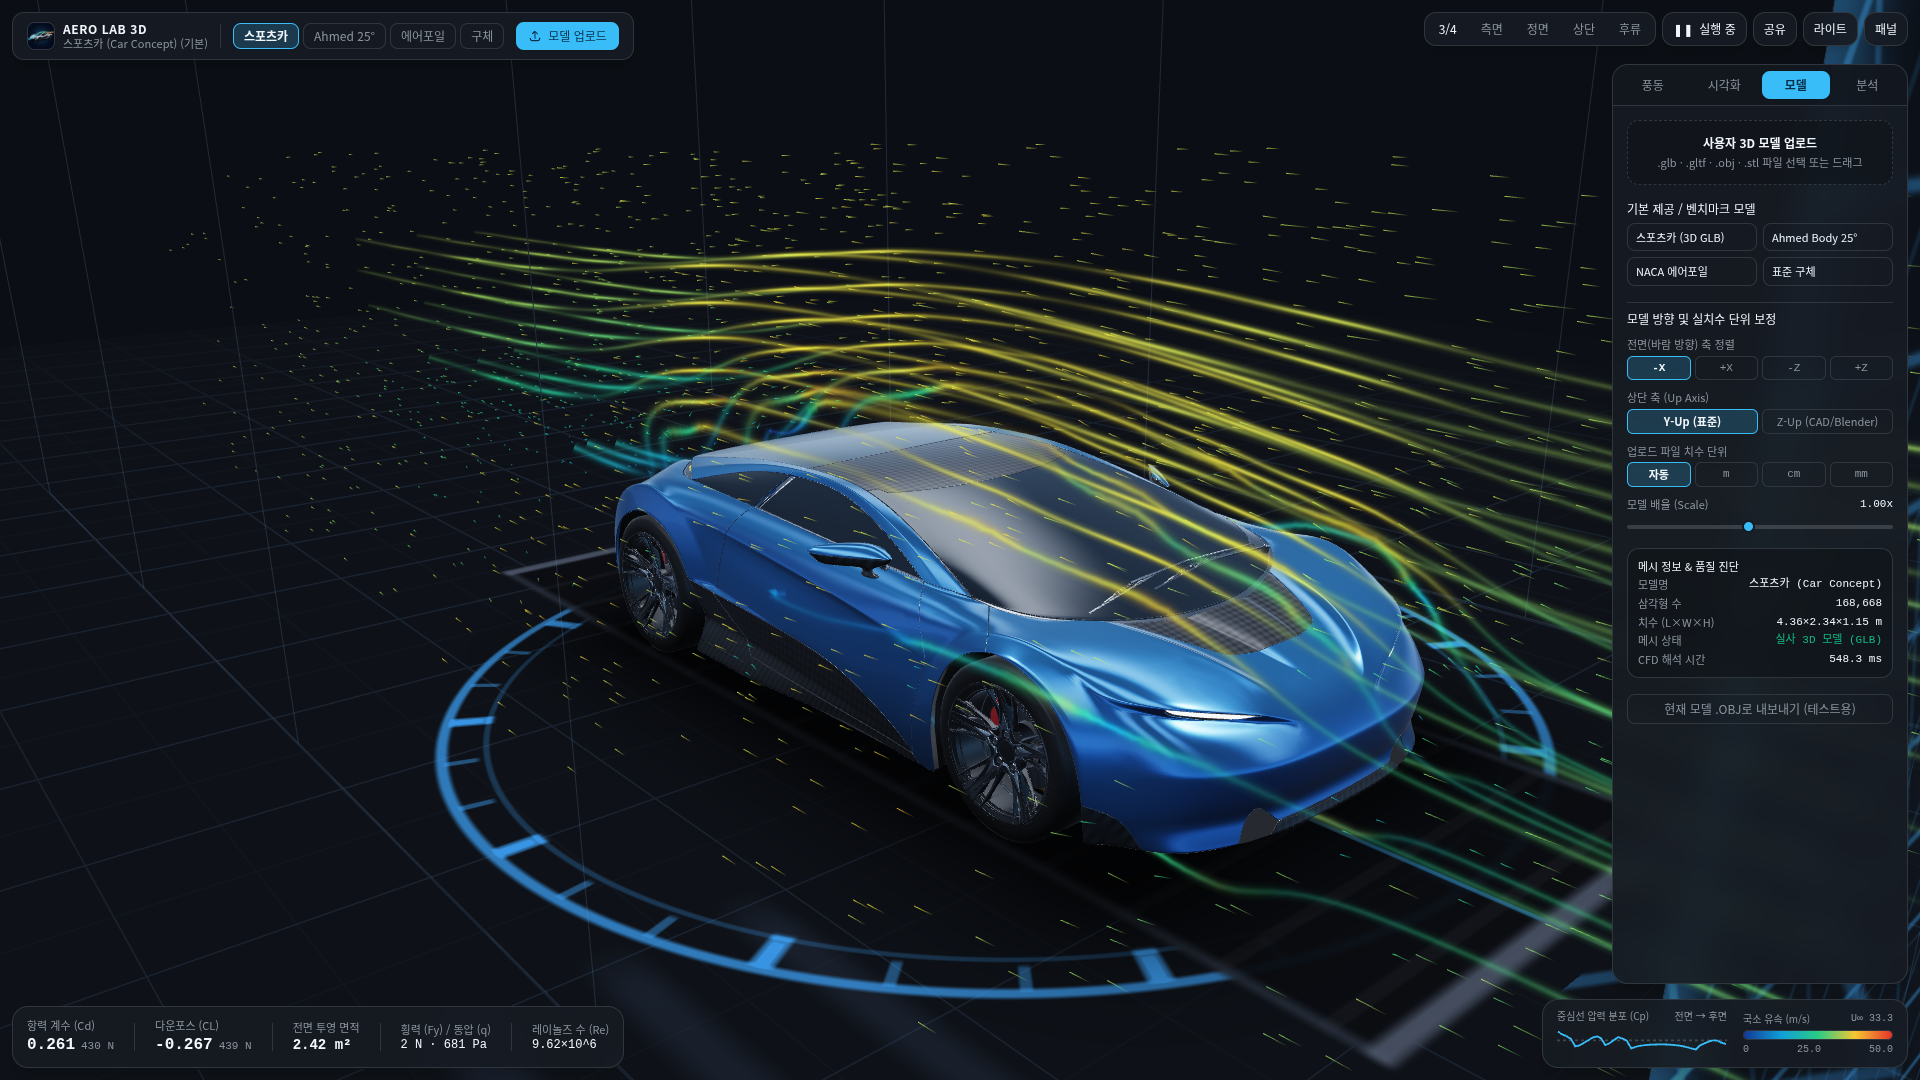 AERO LAB 3D
스포츠카 (Car Concept) (기본)
스포츠카 Ahmed 25° 에어포일 구체 모델 업로드
3/4 측면 정면 상단 후류 실행 중 공유 라이트 패널
풍동 시각화 모델 분석
사용자 3D 모델 업로드
.glb · .gltf · .obj · .stl 파일 선택 또는 드래그
기본 제공 / 벤치마크 모델
스포츠카 (3D GLB) Ahmed Body 25°
NACA 에어포일 표준 구체
모델 방향 및 실치수 단위 보정
전면(바람 방향) 축 정렬
-X +X -Z +Z
상단 축 (Up Axis)
Y-Up (표준) Z-Up (CAD/Blender)
업로드 파일 치수 단위
자동 m cm mm
모델 배율 (Scale) 1.00x
메시 정보 & 품질 진단
모델명 스포츠카 (Car Concept)
삼각형 수 168,668
치수 (L×W×H) 4.36×2.34×1.15 m
메시 상태 실사 3D 모델 (GLB)
CFD 해석 시간 548.3 ms
현재 모델 .OBJ로 내보내기 (테스트용)
항력 계수 (Cd) 다운포스 (CL) 전면 투영 면적 횡력 (Fy) / 동압 (q) 레이놀즈 수 (Re)
0.261 430 N -0.267 439 N 2.42 m² 2 N · 681 Pa 9.62×10^6
중심선 압력 분포 (Cp) 전면 → 후면 국소 유속 (m/s) U∞ 33.3
0 25.0 50.0